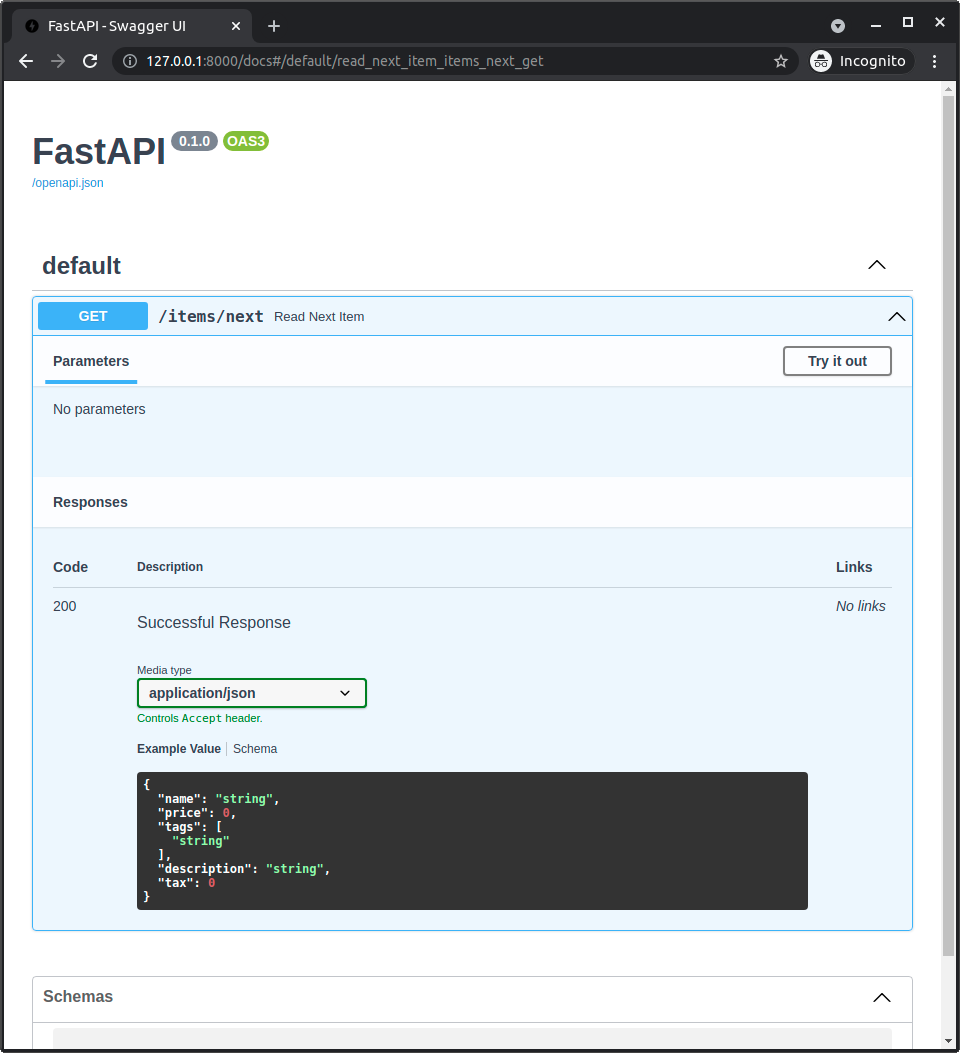 FastAPI - Swagger UI
127.0.0.1:8000/docs#/default/read_next_item_items_next_get
Incognito
FastAPI 0.1.0 OAS3
/openapi.json
default
GET /items/next Read Next Item
Parameters
Try it out
No parameters
Responses
Code Description Links
200 No links
Successful Response
Media type
application/json
Controls Accept header.
Example Value Schema
{
  "name": "string",
  "price": 0,
  "tags": [
    "string"
  ],
  "description": "string",
  "tax": 0
}
Schemas